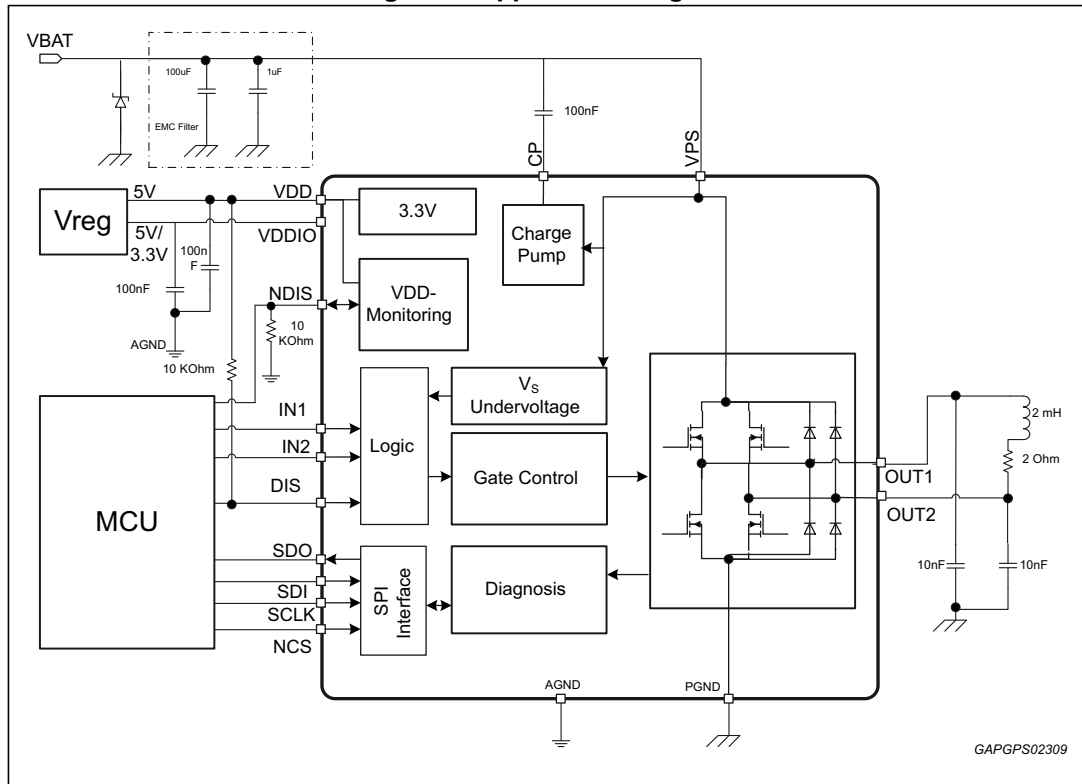 VBAT
100uF
1uF
EMC Filter
100nF
CP
VPS
Vreg
5V
VDD
5V/
3.3V
VDDIO
100n
F
100nF
AGND
10 KOhm
NDIS
10
KOhm
3.3V
VDD-
Monitoring
Charge
Pump
VS
Undervoltage
Logic
Gate Control
SPI
Interface
Diagnosis
MCU
IN1
IN2
DIS
SDO
SDI
SCLK
NCS
OUT1
OUT2
2 mH
2 Ohm
10nF
10nF
AGND
PGND
GAPGPS02309